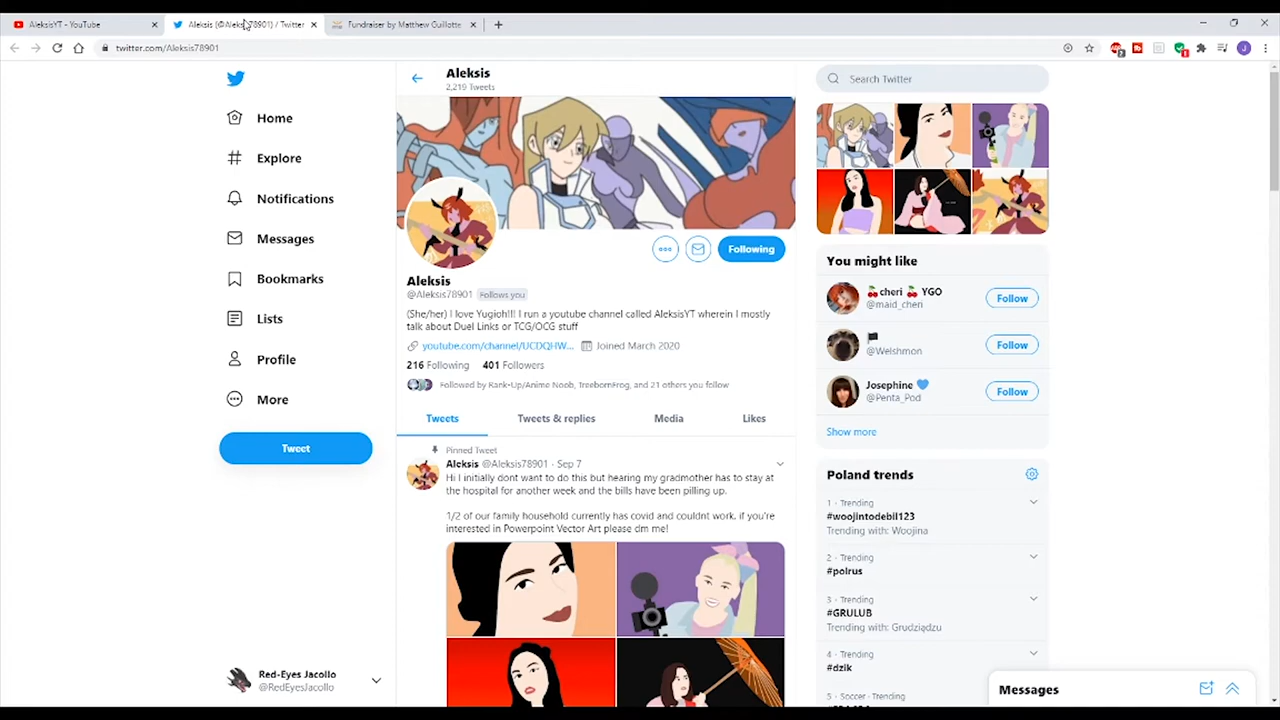 AleksisYT - YouTube
Aleksis (@Aleksis78901) / Twitter
Fundraiser by Matthew Guillotte
twitter.com/Aleksis78901
Aleksis
2,219 Tweets
Search Twitter
Home
Explore
Notifications
Messages
Bookmarks
Lists
Profile
More
Tweet
Following
Aleksis
@Aleksis78901 Follows you
(She/her) I love Yugioh!!! I run a youtube channel called AleksisYT wherein I mostly
talk about Duel Links or TCG/OCG stuff
youtube.com/channel/UCDQHW... Joined March 2020
216 Following 401 Followers
Followed by Rank-Up/Anime Noob, TreebornFrog, and 21 others you follow
Tweets Tweets & replies Media Likes
Pinned Tweet
Aleksis @Aleksis78901 · Sep 7
Hi I initially dont want to do this but hearing my gradmother has to stay at
the hospital for another week and the bills have been pilling up.
1/2 of our family household currently has covid and couldnt work. if you're
interested in Powerpoint Vector Art please dm me!
You might like
🍒cheri 🍒 YGO
@maid_cheri
Follow
🏴
@Welshmon
Follow
Josephine 💙
@Penta_Pod
Follow
Show more
Poland trends
1 · Trending
#woojintodebil123
Trending with: Woojina
2 · Trending
#polrus
3 · Trending
#GRULUB
Trending with: Grudziądzu
4 · Trending
#dzik
5 · Soccer · Trending
Red-Eyes Jacollo
@RedEyesJacollo
Messages